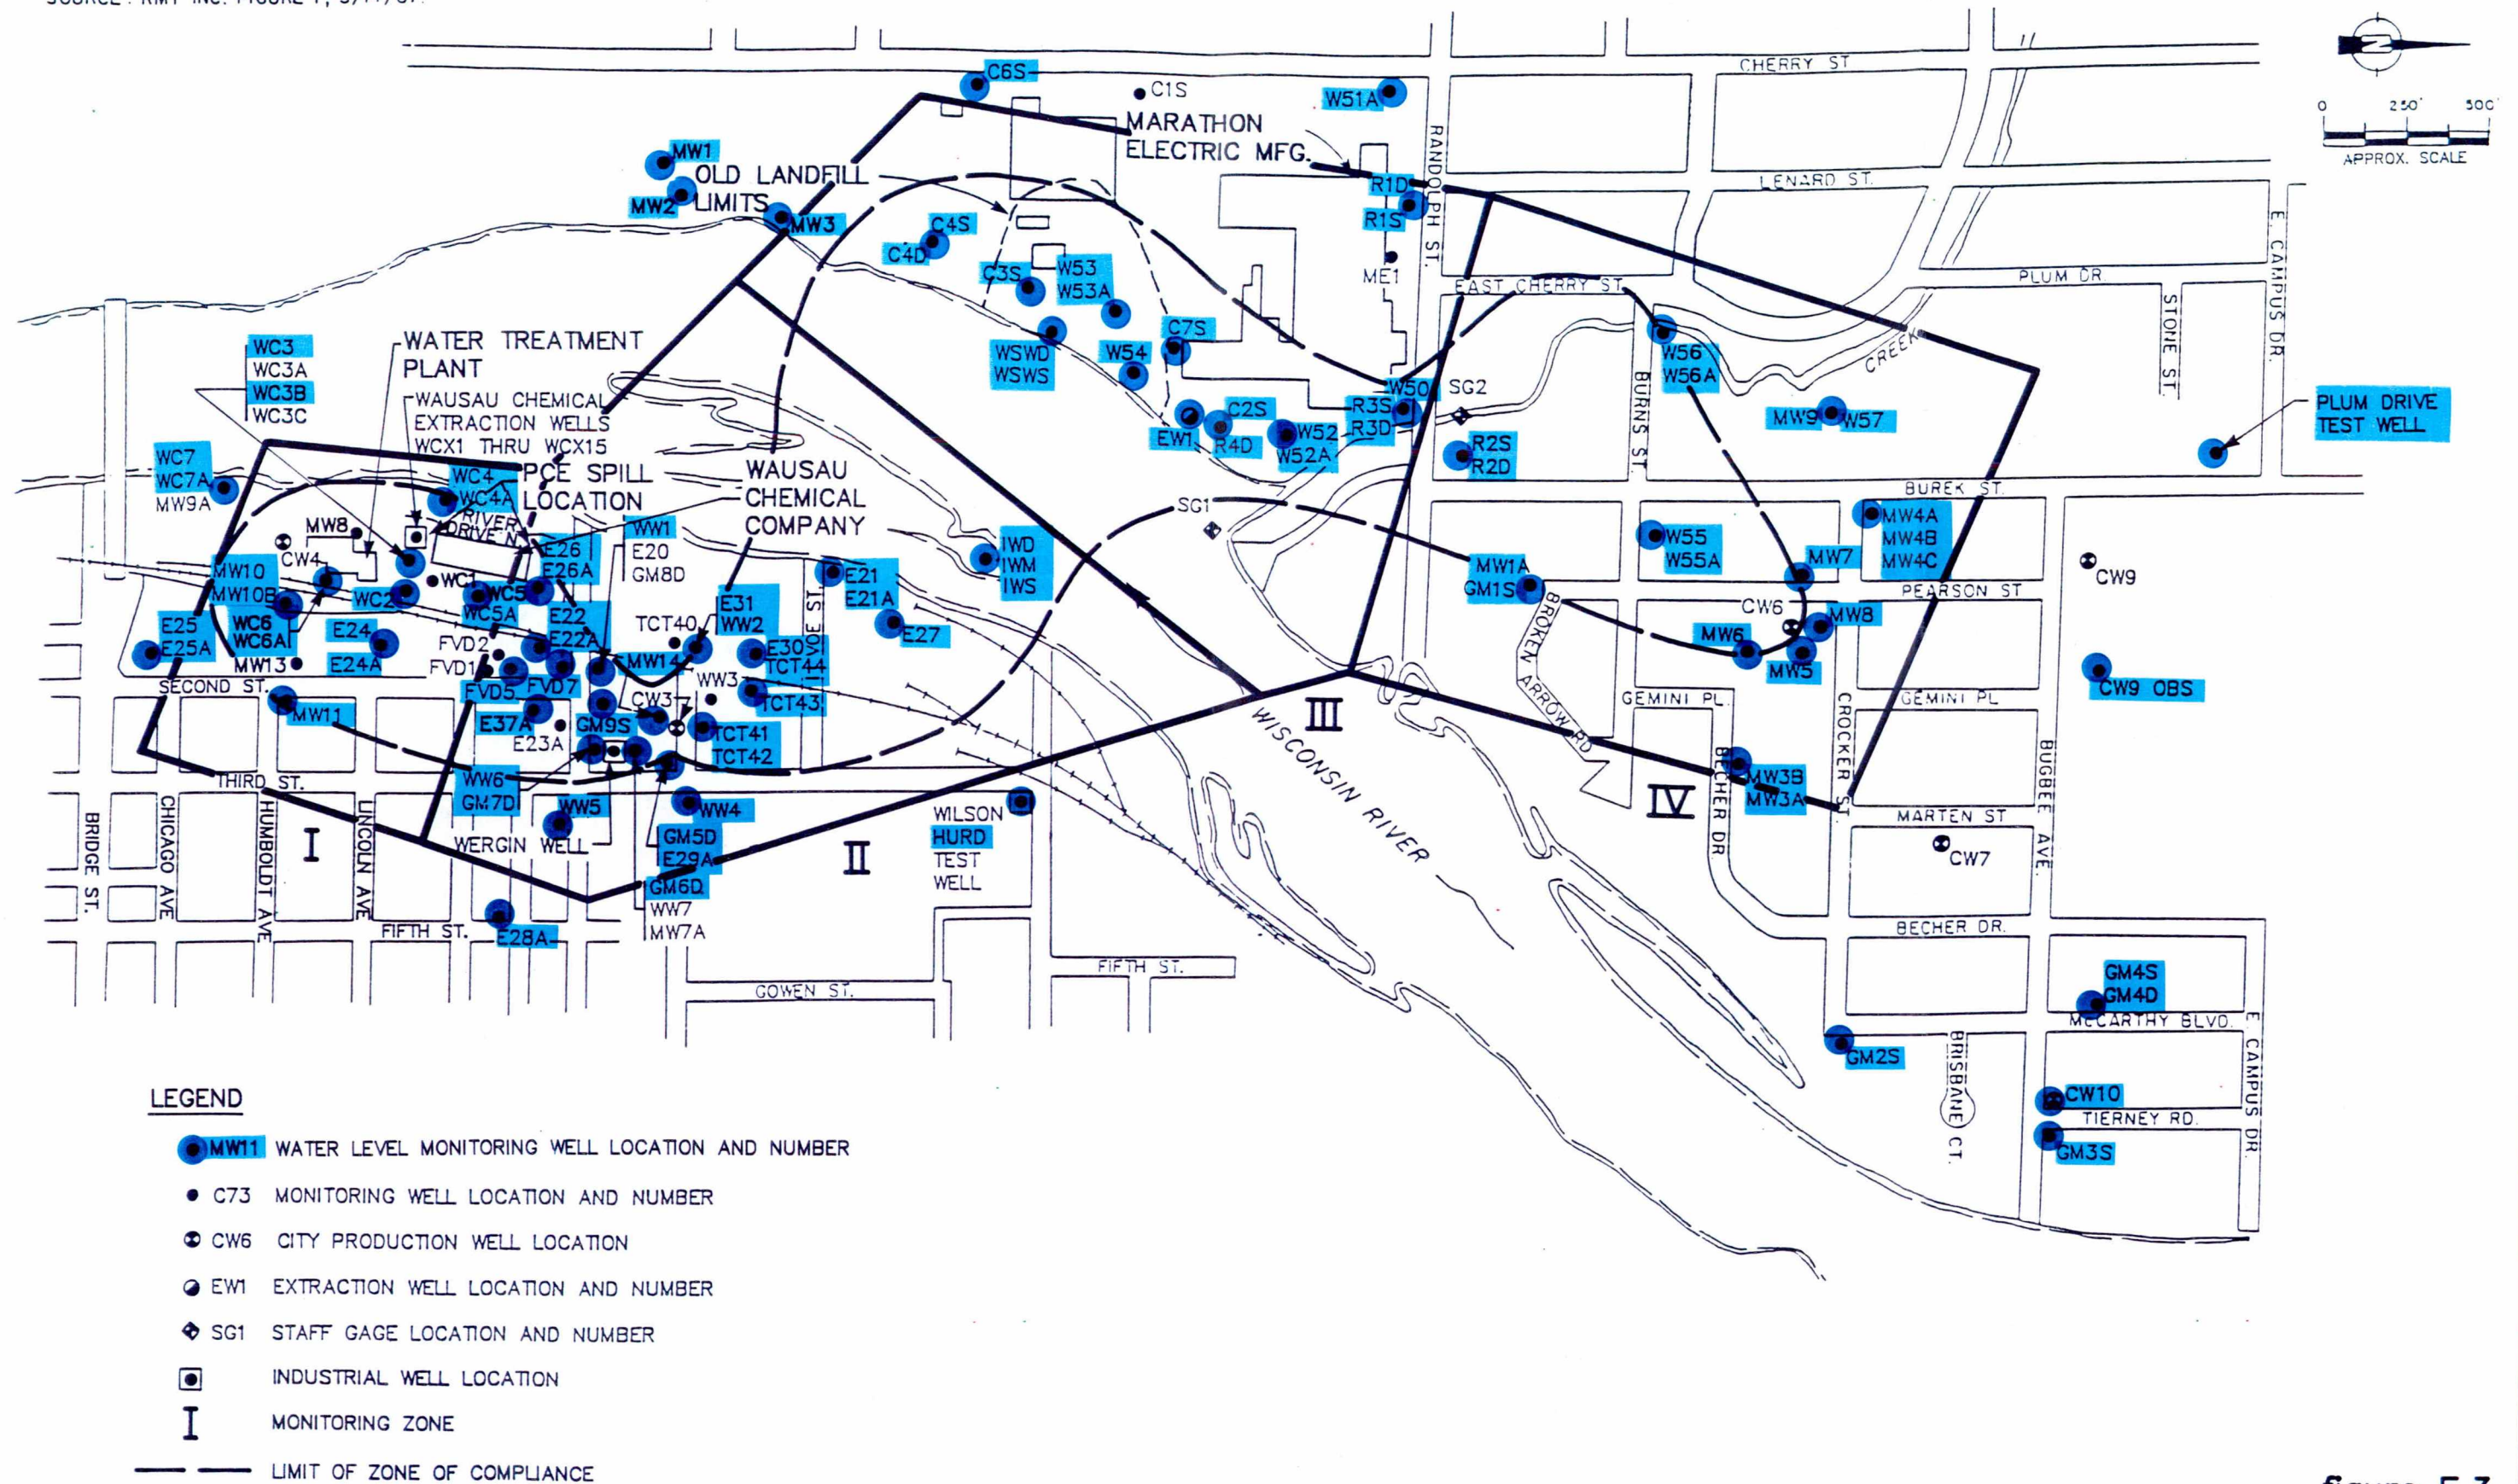 SOURCE : RMT INC. FIGURE 1,
C6S
C1S
W51A
CHERRY ST
0 250' 500'
APPROX. SCALE
MARATHON
ELECTRIC MFG.
RANDOLPH ST.
MW1
OLD LANDFILL
LIMITS
MW2
MW3
LENARD ST.
R1D
R1S
ME1
C4S
C4D
C3S
W53
W53A
EAST CHERRY ST.
PLUM DR
STONE ST.
E. CAMPUS DR.
C7S
WSWD
WSWS
W54
W50
SG2
W56
W56A
CREEK
BURNS ST.
WC3
WC3A
WC3B
WC3C
WATER TREATMENT
PLANT
WAUSAU CHEMICAL
EXTRACTION WELLS
WCX1 THRU WCX15
EW1
C2S
R4D
W52
W52A
R3S
R3D
R2S
R2D
MW9
W57
PLUM DRIVE
TEST WELL
WC7
WC7A
MW9A
WC4
WC4A
PCE SPILL
LOCATION
WAUSAU
CHEMICAL
COMPANY
SG1
BUREK ST.
RIVER
DRIVE N.
MW8
CW4
WW1
E20
GM8D
IWD
IWM
IWS
W55
W55A
MW4A
MW4B
MW4C
MW7
CW9
MW10
MW10B
WC2
WC1
WC5
WC5A
E26
E26A
E21
E21A
MW1A
GM1S
PEARSON ST
CW6
MW8
E25
E25A
WC6
WC6A
E24
E24A
E22
E22A
TCT40
E31
WW2
E30
TCT44
E27
MW6
MW5
MW13
FVD2
FVD1
FVD5
FVD7
MW14
WW3
TCT43
CW9 OBS
SECOND ST.
MW11
E37A
E23A
GM9S
CW3
TCT41
TCT42
WISCONSIN RIVER
III
BROKEN ARROW RD
GEMINI PL.
GEMINI PL
CROCKER ST.
BUGBEE AVE.
THIRD ST.
WW6
GM7D
WW5
WERGIN WELL
WW4
GM5D
E29A
GM6D
WW7
MW7A
WILSON
HURD
TEST
WELL
MW3B
MW3A
IV
BECHER DR.
MARTEN ST
CW7
BRIDGE ST.
CHICAGO AVE
HUMBOLDT AVE
LINCOLN AVE
I
II
FIFTH ST.
E28A
FIFTH ST.
GOWEN ST.
BECHER DR.
GM4S
GM4D
McCARTHY BLVD.
E CAMPUS DR.
GM2S
BRISBANE CT.
CW10
TIERNEY RD.
GM3S
LEGEND
MW11 WATER LEVEL MONITORING WELL LOCATION AND NUMBER
C73 MONITORING WELL LOCATION AND NUMBER
CW6 CITY PRODUCTION WELL LOCATION
EW1 EXTRACTION WELL LOCATION AND NUMBER
SG1 STAFF GAGE LOCATION AND NUMBER
INDUSTRIAL WELL LOCATION
I MONITORING ZONE
LIMIT OF ZONE OF COMPLIANCE